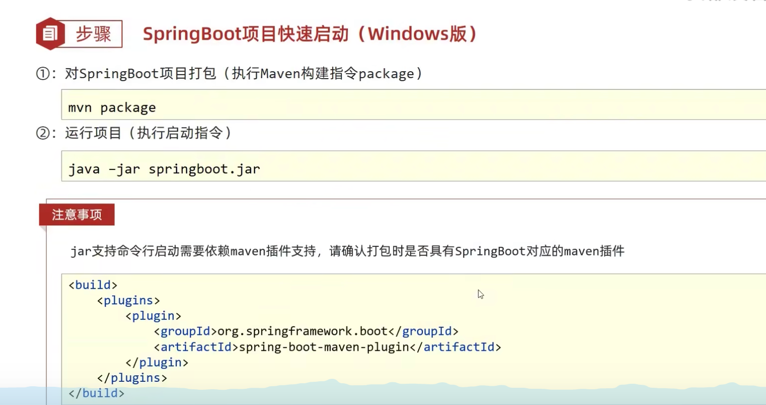 步骤
SpringBoot项目快速启动（Windows版）
①：对SpringBoot项目打包（执行Maven构建指令package）
mvn package
②：运行项目（执行启动指令）
java –jar springboot.jar
注意事项
jar支持命令行启动需要依赖maven插件支持，请确认打包时是否具有SpringBoot对应的maven插件
<build>
    <plugins>
        <plugin>
            <groupId>org.springframework.boot</groupId>
            <artifactId>spring-boot-maven-plugin</artifactId>
        </plugin>
    </plugins>
</build>